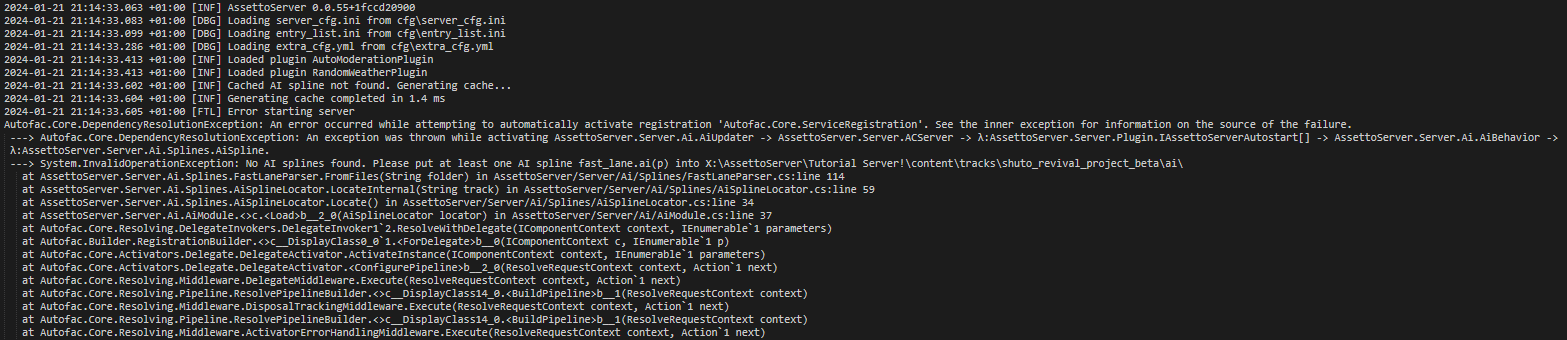 2024-01-21 21:14:33.063 +01:00 [INF] AssettoServer 0.0.55+1fccd20900
2024-01-21 21:14:33.083 +01:00 [DBG] Loading server_cfg.ini from cfg\server_cfg.ini
2024-01-21 21:14:33.099 +01:00 [DBG] Loading entry_list.ini from cfg\entry_list.ini
2024-01-21 21:14:33.286 +01:00 [DBG] Loading extra_cfg.yml from cfg\extra_cfg.yml
2024-01-21 21:14:33.413 +01:00 [INF] Loaded plugin AutoModerationPlugin
2024-01-21 21:14:33.413 +01:00 [INF] Loaded plugin RandomWeatherPlugin
2024-01-21 21:14:33.602 +01:00 [INF] Cached AI spline not found. Generating cache...
2024-01-21 21:14:33.604 +01:00 [INF] Generating cache completed in 1.4 ms
2024-01-21 21:14:33.605 +01:00 [FTL] Error starting server
Autofac.Core.DependencyResolutionException: An error occurred while attempting to automatically activate registration 'Autofac.Core.ServiceRegistration'. See the inner exception for information on the source of the failure.
---> Autofac.Core.DependencyResolutionException: An exception was thrown while activating AssettoServer.Server.Ai.AiUpdater -> AssettoServer.Server.ACServer -> λ:AssettoServer.Server.Plugin.IAssettoServerAutostart[] -> AssettoServer.Server.Ai.AiBehavior ->
λ:AssettoServer.Server.Ai.Splines.AiSpline.
---> System.InvalidOperationException: No AI splines found. Please put at least one AI spline fast_lane.ai(p) into X:\AssettoServer\Tutorial Server!\content\tracks\shuto_revival_project_beta\ai\
at AssettoServer.Server.Ai.Splines.FastLaneParser.FromFiles(String folder) in AssettoServer/Server/Ai/Splines/FastLaneParser.cs:line 114
at AssettoServer.Server.Ai.Splines.AiSplineLocator.LocateInternal(String track) in AssettoServer/Server/Ai/Splines/AiSplineLocator.cs:line 59
at AssettoServer.Server.Ai.Splines.AiSplineLocator.Locate() in AssettoServer/Server/Ai/Splines/AiSplineLocator.cs:line 34
at AssettoServer.Server.Ai.AiModule.<>c.<Load>b__2_0(AiSplineLocator locator) in AssettoServer/Server/Ai/AiModule.cs:line 37
at Autofac.Core.Resolving.DelegateInvokers.DelegateInvoker1`2.ResolveWithDelegate(IComponentContext context, IEnumerable`1 parameters)
at Autofac.Builder.RegistrationBuilder.<>c__DisplayClass0_0`1.<ForDelegate>b__0(IComponentContext c, IEnumerable`1 p)
at Autofac.Core.Activators.Delegate.DelegateActivator.ActivateInstance(IComponentContext context, IEnumerable`1 parameters)
at Autofac.Core.Activators.Delegate.DelegateActivator.<ConfigurePipeline>b__2_0(ResolveRequestContext context, Action`1 next)
at Autofac.Core.Resolving.Middleware.DelegateMiddleware.Execute(ResolveRequestContext context, Action`1 next)
at Autofac.Core.Resolving.Pipeline.ResolvePipelineBuilder.<>c__DisplayClass14_0.<BuildPipeline>b__1(ResolveRequestContext context)
at Autofac.Core.Resolving.Middleware.DisposalTrackingMiddleware.Execute(ResolveRequestContext context, Action`1 next)
at Autofac.Core.Resolving.Pipeline.ResolvePipelineBuilder.<>c__DisplayClass14_0.<BuildPipeline>b__1(ResolveRequestContext context)
at Autofac.Core.Resolving.Middleware.ActivatorErrorHandlingMiddleware.Execute(ResolveRequestContext context, Action`1 next)